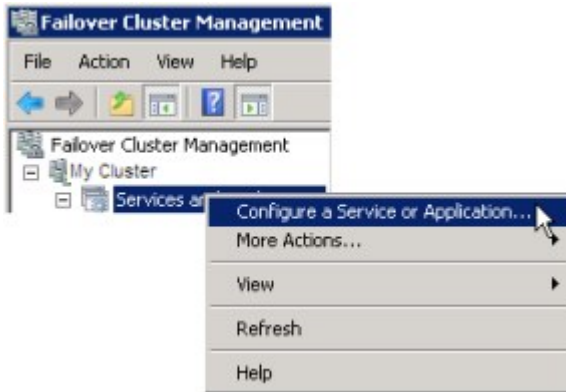 Failover Cluster Management
File Action View Help
Failover Cluster Management
My Cluster
Services
Configure a Service or Application...
More Actions...
View
Refresh
Help